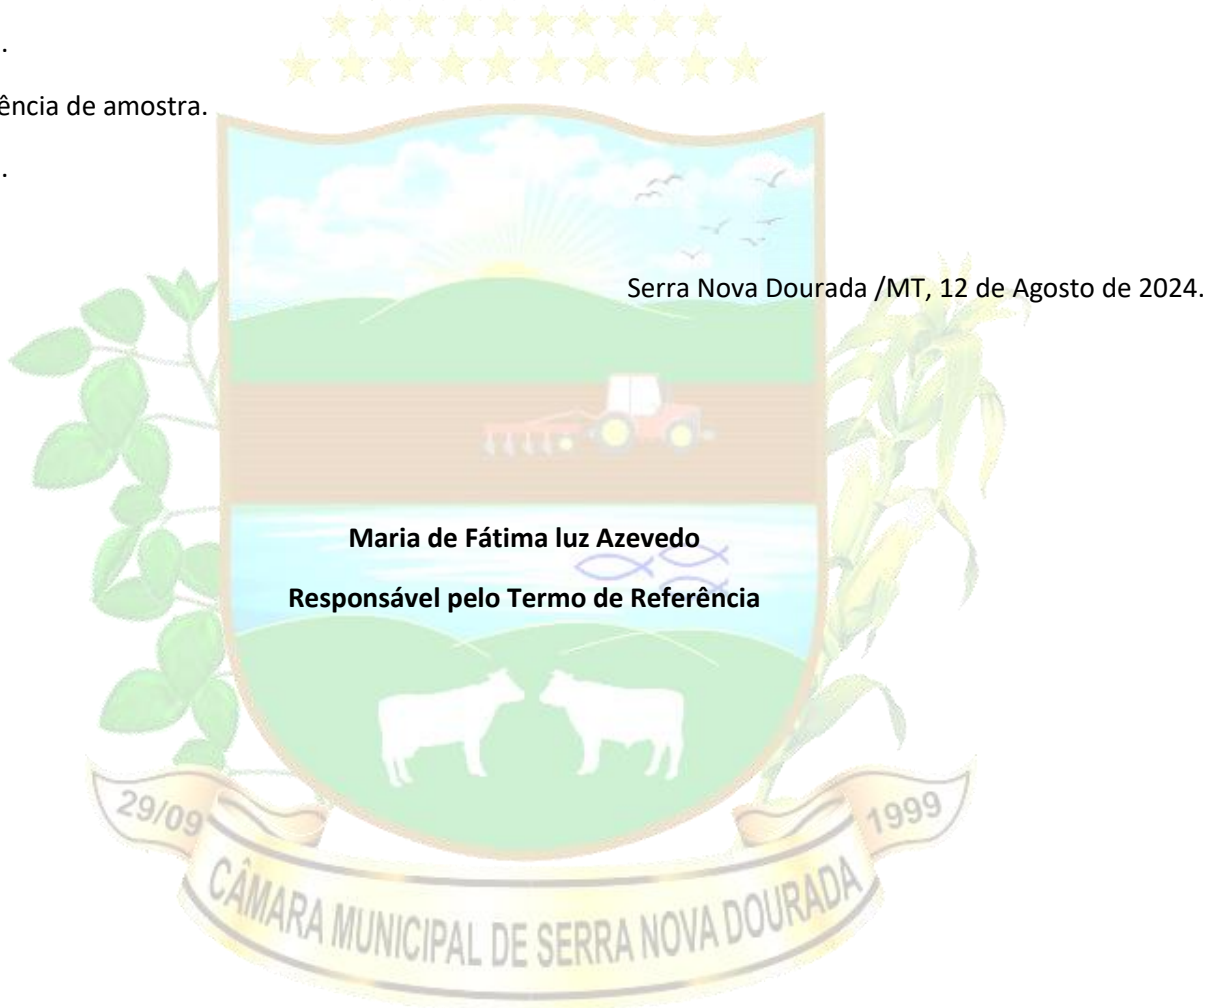 .
ência de amostra.
.
Serra Nova Dourada /MT, 12 de Agosto de 2024.
Maria de Fátima luz Azevedo
Responsável pelo Termo de Referência
29/09
1999
CÂMARA MUNICIPAL DE SERRA NOVA DOURADA